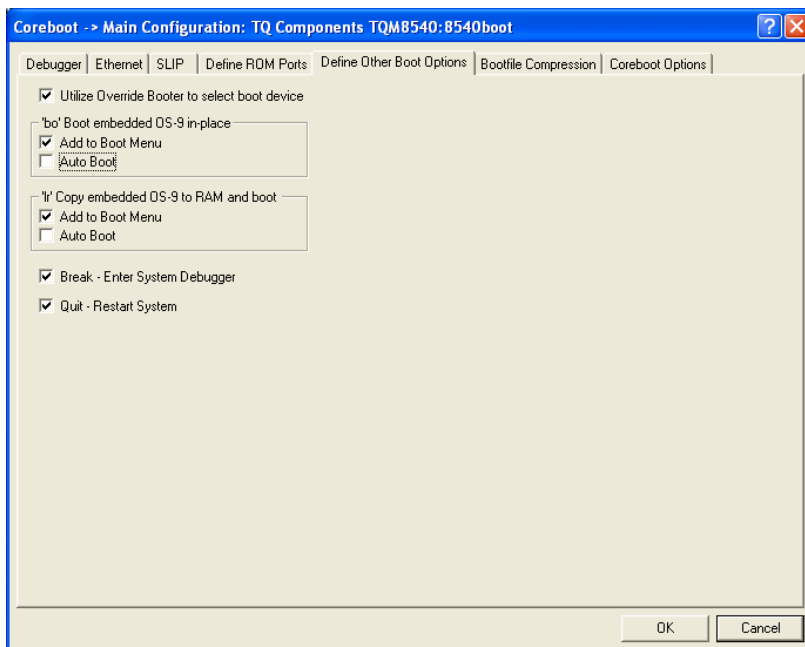 Coreboot -> Main Configuration: TQ Components TQM8540:8540boot
Debugger Ethernet SLIP Define ROM Ports Define Other Boot Options Bootfile Compression Coreboot Options
Utilize Override Booter to select boot device
'bo' Boot embedded OS-9 in-place
Add to Boot Menu
Auto Boot
'lr' Copy embedded OS-9 to RAM and boot
Add to Boot Menu
Auto Boot
Break - Enter System Debugger
Quit - Restart System
OK Cancel